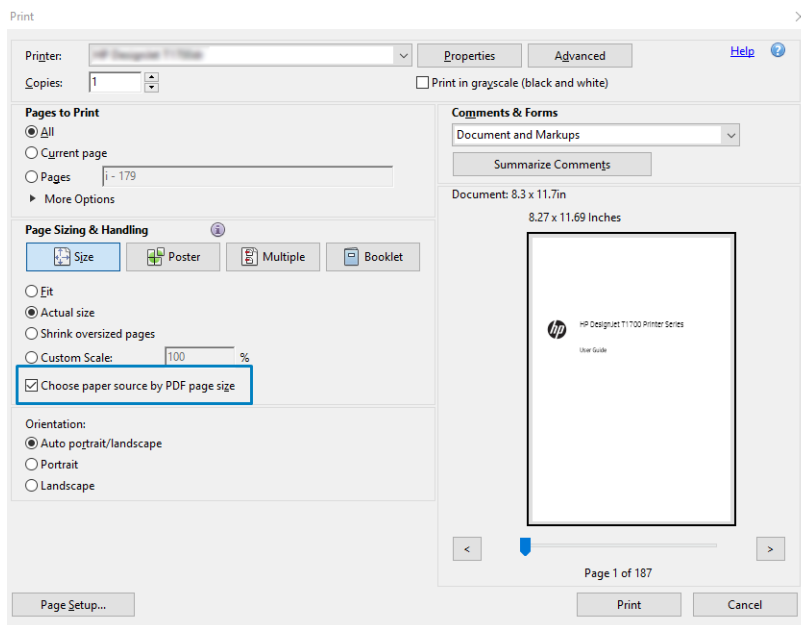 Print
Printer:
Properties
Advanced
Help
?
Copies:
1
Print in grayscale (black and white)
Pages to Print
All
Current page
Pages
i - 179
More Options
Comments & Forms
Document and Markups
Summarize Comments
Page Sizing & Handling
i
Size
Poster
Multiple
Booklet
Fit
Actual size
Shrink oversized pages
Custom Scale:
100
%
Choose paper source by PDF page size
Orientation:
Auto portrait/landscape
Portrait
Landscape
Document: 8.3 x 11.7in
8.27 x 11.69 Inches
hp
HP DesignJet T1700 Printer Series
User Guide
<
>
Page 1 of 187
Page Setup...
Print
Cancel